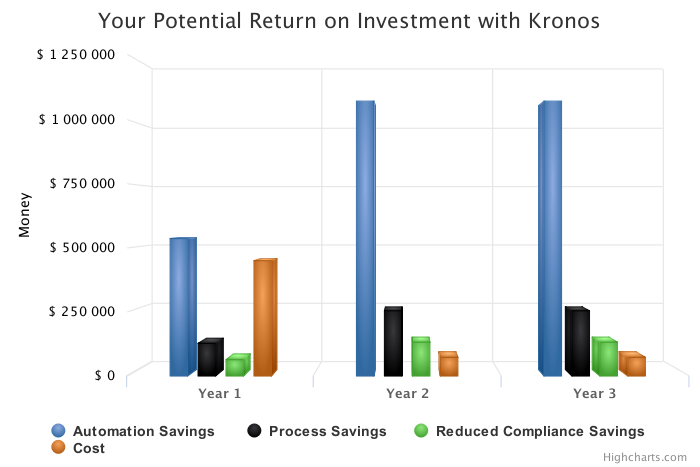 Your Potential Return on Investment with Kronos
$ 1 250 000
$ 1 000 000
$ 750 000
$ 500 000
$ 250 000
$ 0
Money
Year 1
Year 2
Year 3
Automation Savings
Process Savings
Reduced Compliance Savings
Cost
Highcharts.com